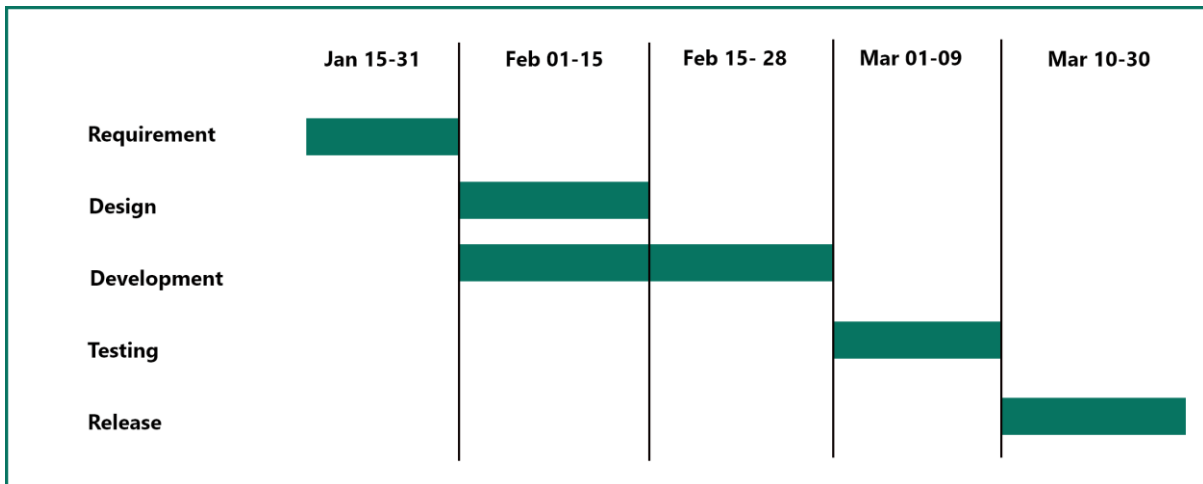 Jan 15-31 Feb 01-15 Feb 15- 28 Mar 01-09 Mar 10-30
Requirement
Design
Development
Testing
Release